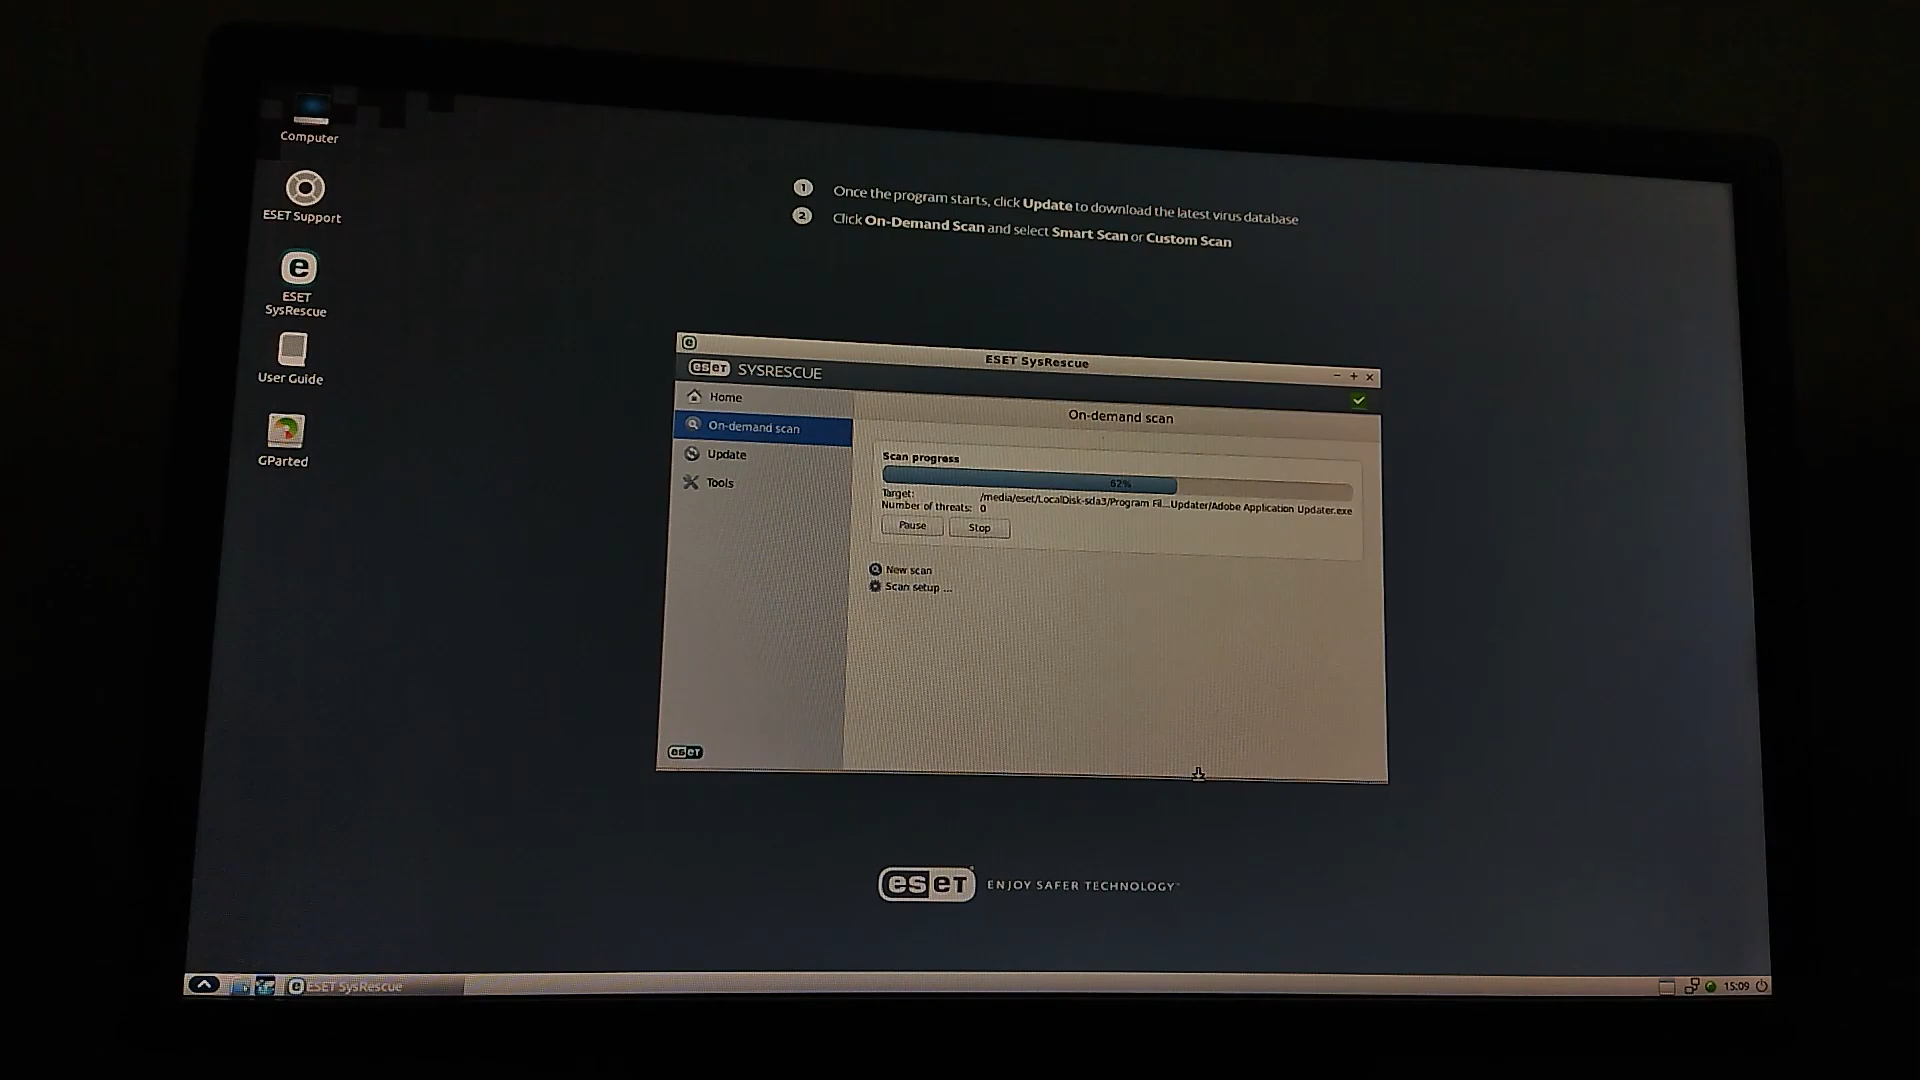 Computer
ESET Support
ESET
SysRescue
User Guide
GParted
1 Once the program starts, click Update to download the latest virus database
2 Click On-Demand Scan and select Smart Scan or Custom Scan
ESET SysRescue
eseT SYSRESCUE
Home
On-demand scan
Update
Tools
On-demand scan
Scan progress
62%
Target: /media/eset/LocalDisk-sda3/Program Fil...Updater/Adobe Application Updater.exe
Number of threats: 0
Pause Stop
New scan
Scan setup ...
eseT
eseT ENJOY SAFER TECHNOLOGY™
ESET SysRescue
15:09